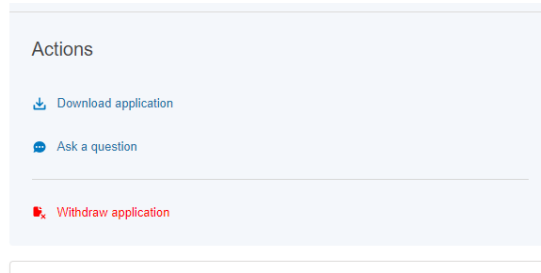 Actions
Download application
Ask a question
Withdraw application